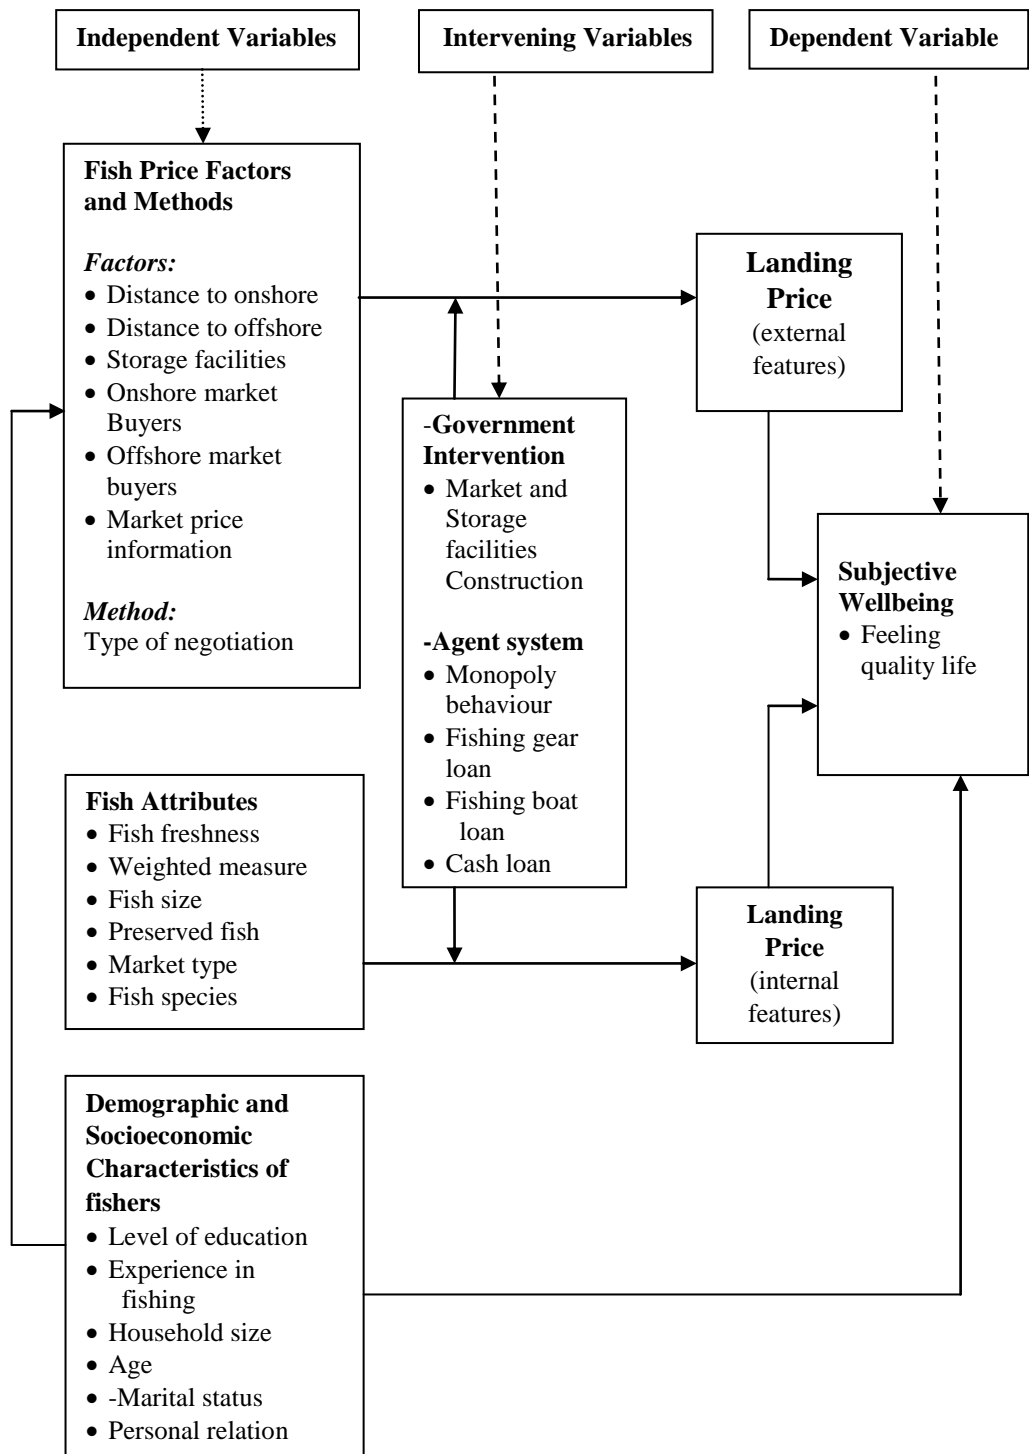 Independent Variables
Intervening Variables
Dependent Variable
Fish Price Factors
and Methods
Factors:
• Distance to onshore
• Distance to offshore
• Storage facilities
• Onshore market
Buyers
• Offshore market
buyers
• Market price
information
Method:
Type of negotiation
Landing
Price
(external
features)
-Government
Intervention
• Market and
Storage
facilities
Construction
-Agent system
• Monopoly
behaviour
• Fishing gear
loan
• Fishing boat
loan
• Cash loan
Subjective
Wellbeing
• Feeling
quality life
Fish Attributes
• Fish freshness
• Weighted measure
• Fish size
• Preserved fish
• Market type
• Fish species
Landing
Price
(internal
features)
Demographic and
Socioeconomic
Characteristics of
fishers
• Level of education
• Experience in
fishing
• Household size
• Age
• -Marital status
• Personal relation